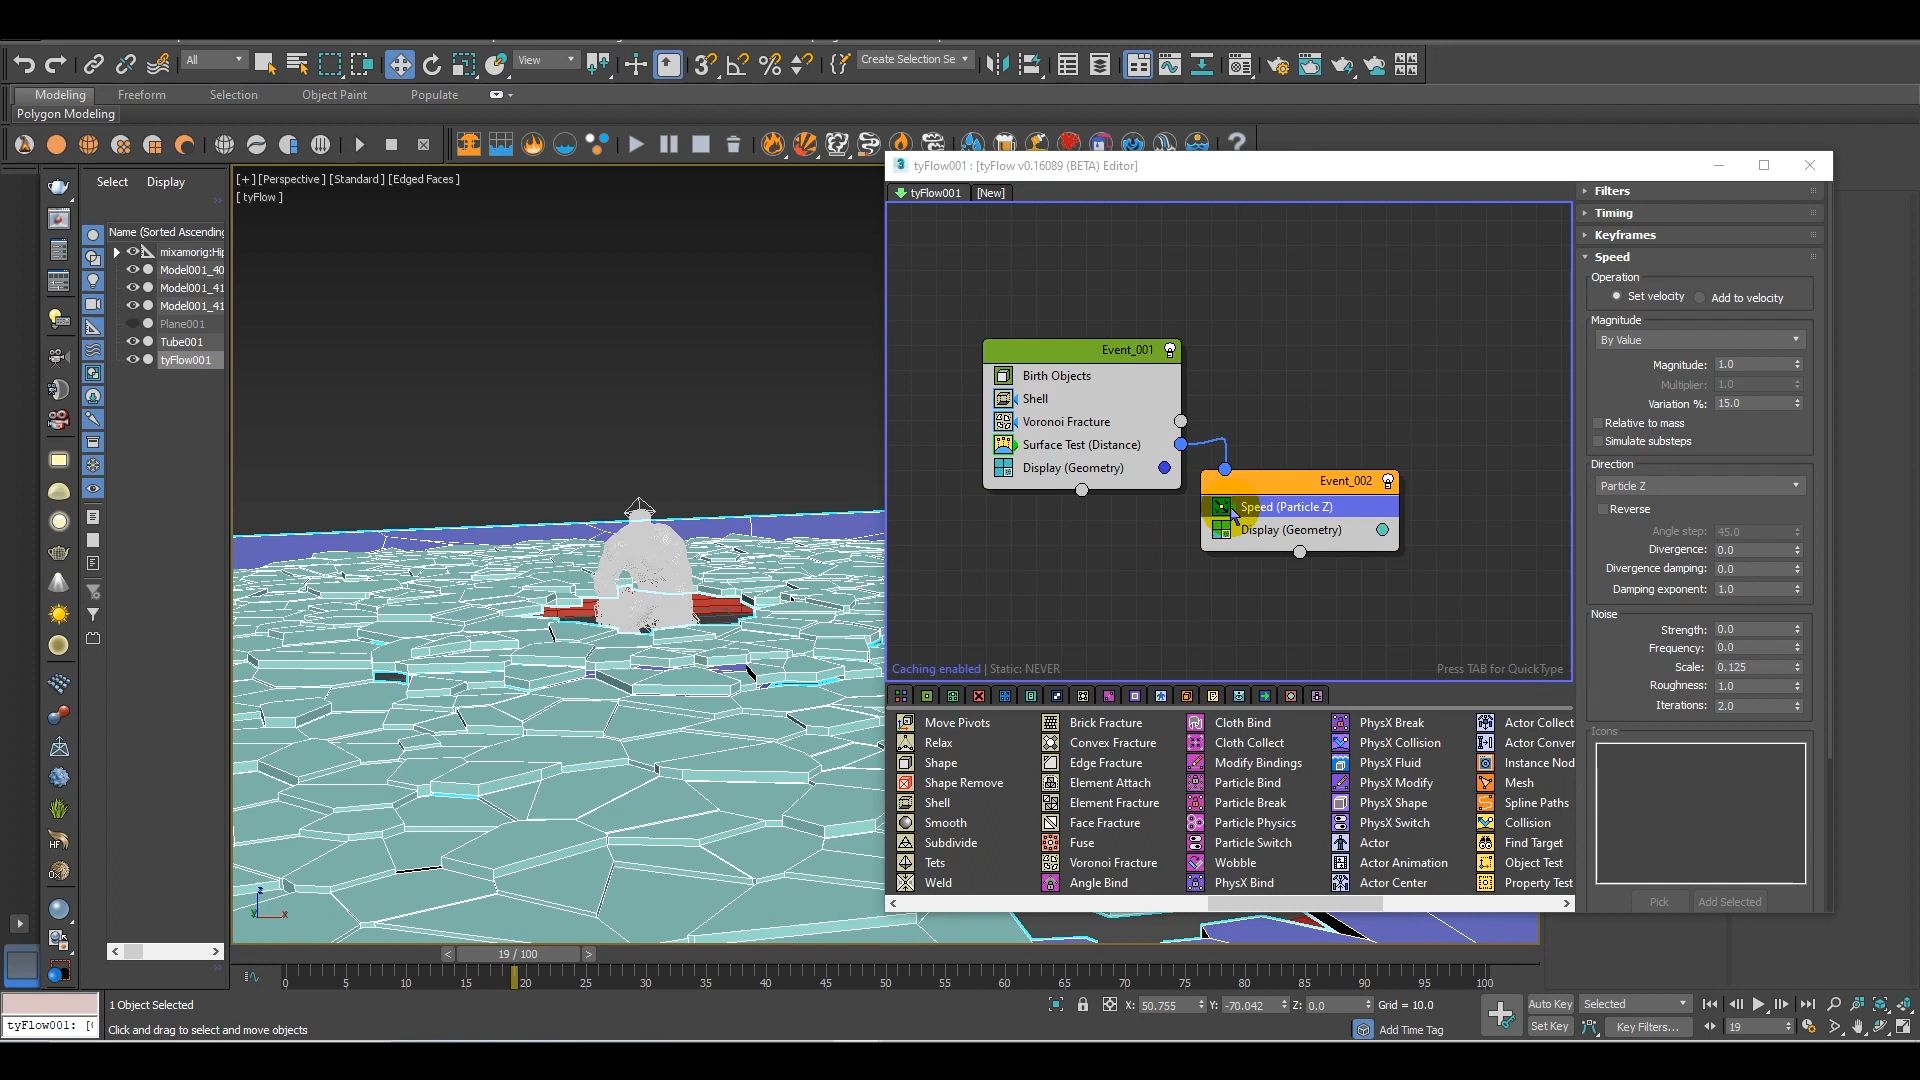 All
View
Create Selection Se
Modeling
Freeform
Selection
Object Paint
Populate
Polygon Modeling
Select
Display
Name (Sorted Ascending
mixamorig:Hip
Model001_40
Model001_41
Model001_41
Plane001
Tube001
tyFlow001
[+] [Perspective ] [Standard ] [Edged Faces ]
[ tyFlow ]
tyFlow001 : [tyFlow v0.16089 (BETA) Editor]
tyFlow001
[New]
Event_001
Birth Objects
Shell
Voronoi Fracture
Surface Test (Distance)
Display (Geometry)
Event_002
Speed (Particle Z)
Display (Geometry)
Caching enabled | Static: NEVER
Press TAB for QuickType
Move Pivots
Relax
Shape
Shape Remove
Shell
Smooth
Subdivide
Tets
Weld
Brick Fracture
Convex Fracture
Edge Fracture
Element Attach
Element Fracture
Face Fracture
Fuse
Voronoi Fracture
Angle Bind
Cloth Bind
Cloth Collect
Modify Bindings
Particle Bind
Particle Break
Particle Physics
Particle Switch
Wobble
PhysX Bind
PhysX Break
PhysX Collision
PhysX Fluid
PhysX Modify
PhysX Shape
PhysX Switch
Actor
Actor Animation
Actor Center
Actor Collect
Actor Conver
Instance Nod
Mesh
Spline Paths
Collision
Find Target
Object Test
Property Test
Filters
Timing
Keyframes
Speed
Operation
Set velocity
Add to velocity
Magnitude
By Value
Magnitude: 1.0
Multiplier: 1.0
Variation %: 15.0
Relative to mass
Simulate substeps
Direction
Particle Z
Reverse
Angle step: 45.0
Divergence: 0.0
Divergence damping: 0.0
Damping exponent: 1.0
Noise
Strength: 0.0
Frequency: 0.0
Scale: 0.125
Roughness: 1.0
Iterations: 2.0
Icons
Pick
Add Selected
19 / 100
0 5 10 15 20 25 30 35 40 45 50 55 60 65 70 75 80 85 90 95 100
1 Object Selected
X: 50.755 Y: -70.042 Z: 0.0 Grid = 10.0
Auto Key
Selected
tyFlow001: [
Click and drag to select and move objects
Add Time Tag
Set Key
Key Filters...
19